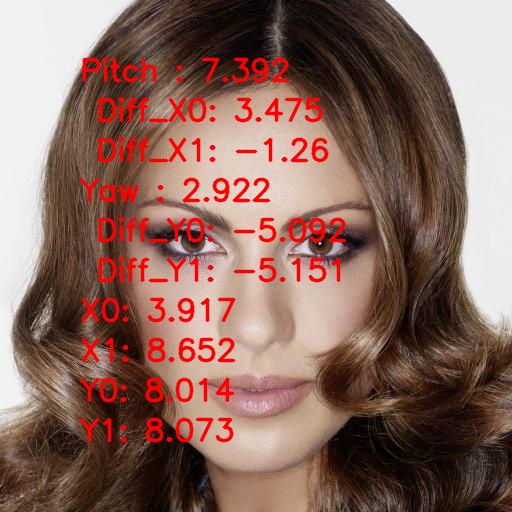 Pitch : 7.392
Diff_X0: 3.475
Diff_X1: -1.26
Yaw : 2.922
Diff_Y0: -5.092
Diff_Y1: -5.151
X0: 3.917
X1: 8.652
Y0: 8.014
Y1: 8.073